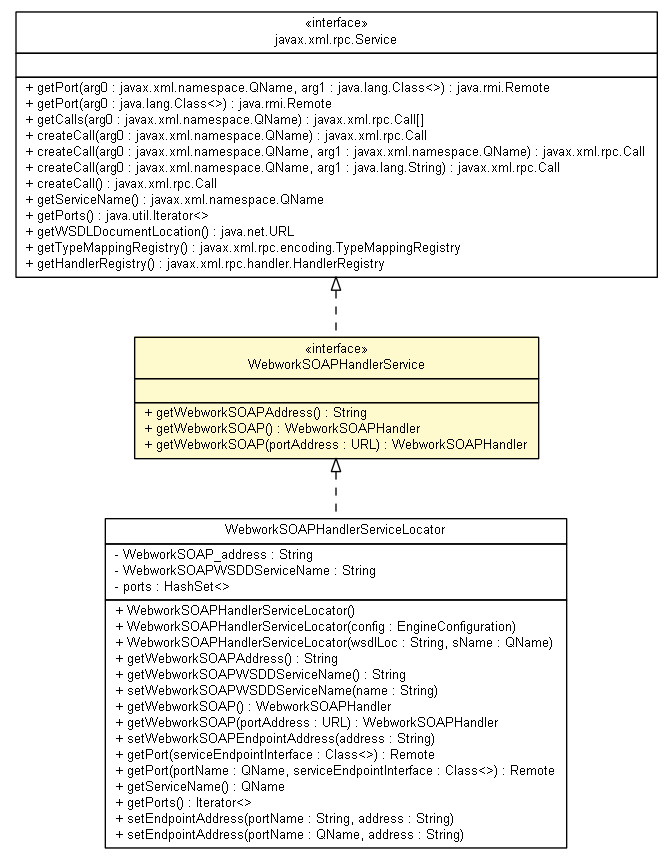 «interface»
javax.xml.rpc.Service
+ getPort(arg0 : javax.xml.namespace.QName, arg1 : java.lang.Class<>) : java.rmi.Remote
+ getPort(arg0 : java.lang.Class<>) : java.rmi.Remote
+ getCalls(arg0 : javax.xml.namespace.QName) : javax.xml.rpc.Call[]
+ createCall(arg0 : javax.xml.namespace.QName) : javax.xml.rpc.Call
+ createCall(arg0 : javax.xml.namespace.QName, arg1 : javax.xml.namespace.QName) : javax.xml.rpc.Call
+ createCall(arg0 : javax.xml.namespace.QName, arg1 : java.lang.String) : javax.xml.rpc.Call
+ createCall() : javax.xml.rpc.Call
+ getServiceName() : javax.xml.namespace.QName
+ getPorts() : java.util.Iterator<>
+ getWSDLDocumentLocation() : java.net.URL
+ getTypeMappingRegistry() : javax.xml.rpc.encoding.TypeMappingRegistry
+ getHandlerRegistry() : javax.xml.rpc.handler.HandlerRegistry
«interface»
WebworkSOAPHandlerService
+ getWebworkSOAPAddress() : String
+ getWebworkSOAP() : WebworkSOAPHandler
+ getWebworkSOAP(portAddress : URL) : WebworkSOAPHandler
WebworkSOAPHandlerServiceLocator
- WebworkSOAP_address : String
- WebworkSOAPWSDDServiceName : String
- ports : HashSet<>
+ WebworkSOAPHandlerServiceLocator()
+ WebworkSOAPHandlerServiceLocator(config : EngineConfiguration)
+ WebworkSOAPHandlerServiceLocator(wsdlLoc : String, sName : QName)
+ getWebworkSOAPAddress() : String
+ getWebworkSOAPWSDDServiceName() : String
+ setWebworkSOAPWSDDServiceName(name : String)
+ getWebworkSOAP() : WebworkSOAPHandler
+ getWebworkSOAP(portAddress : URL) : WebworkSOAPHandler
+ setWebworkSOAPEndpointAddress(address : String)
+ getPort(serviceEndpointInterface : Class<>) : Remote
+ getPort(portName : QName, serviceEndpointInterface : Class<>) : Remote
+ getServiceName() : QName
+ getPorts() : Iterator<>
+ setEndpointAddress(portName : String, address : String)
+ setEndpointAddress(portName : QName, address : String)